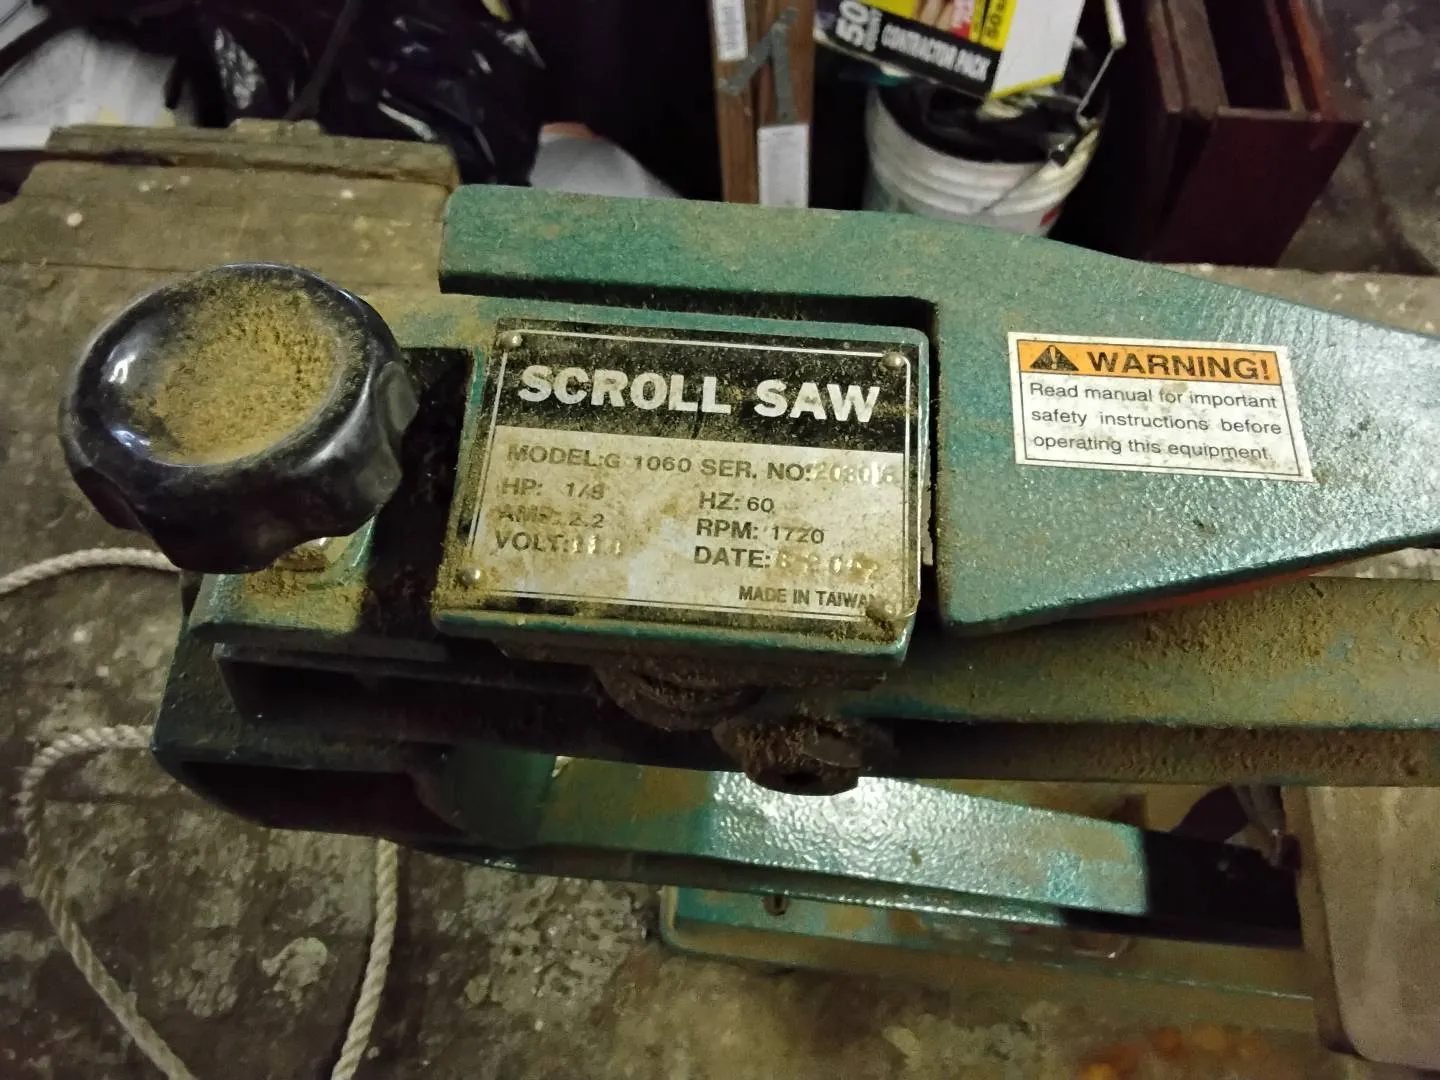 50
CONTRACTOR PACK
SCROLL SAW
MODEL:G 1060 SER. NO:
HP: 1/8 HZ: 60
AMP: 2.2 RPM: 1720
VOLT: DATE:
MADE IN TAIWAN
WARNING!
Read manual for important
safety instructions before
operating this equipment.